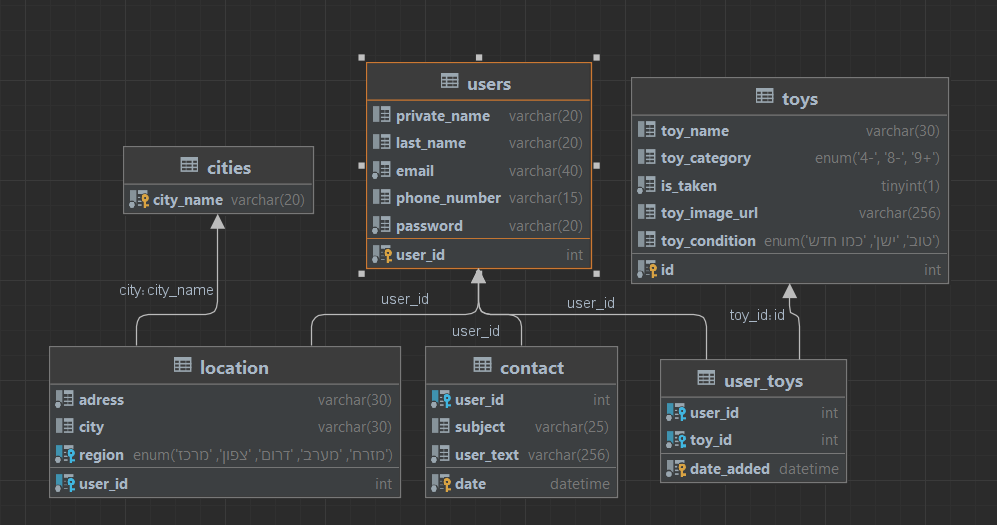 users
private_name varchar(20)
last_name varchar(20)
email varchar(40)
phone_number varchar(15)
password varchar(20)
user_id int
toys
toy_name varchar(30)
toy_category enum('4-', '8-', '9+')
is_taken tinyint(1)
toy_image_url varchar(256)
toy_condition enum('טוב', 'ישן', 'כמו חדש')
id int
cities
city_name varchar(20)
city: city_name
user_id
user_id
user_id
toy_id: id
location
adress varchar(30)
city varchar(30)
region enum('מזרח', 'מערב', 'דרום', 'צפון', 'מרכז
user_id int
contact
user_id int
subject varchar(25)
user_text varchar(256)
date datetime
user_toys
user_id int
toy_id int
date_added datetime